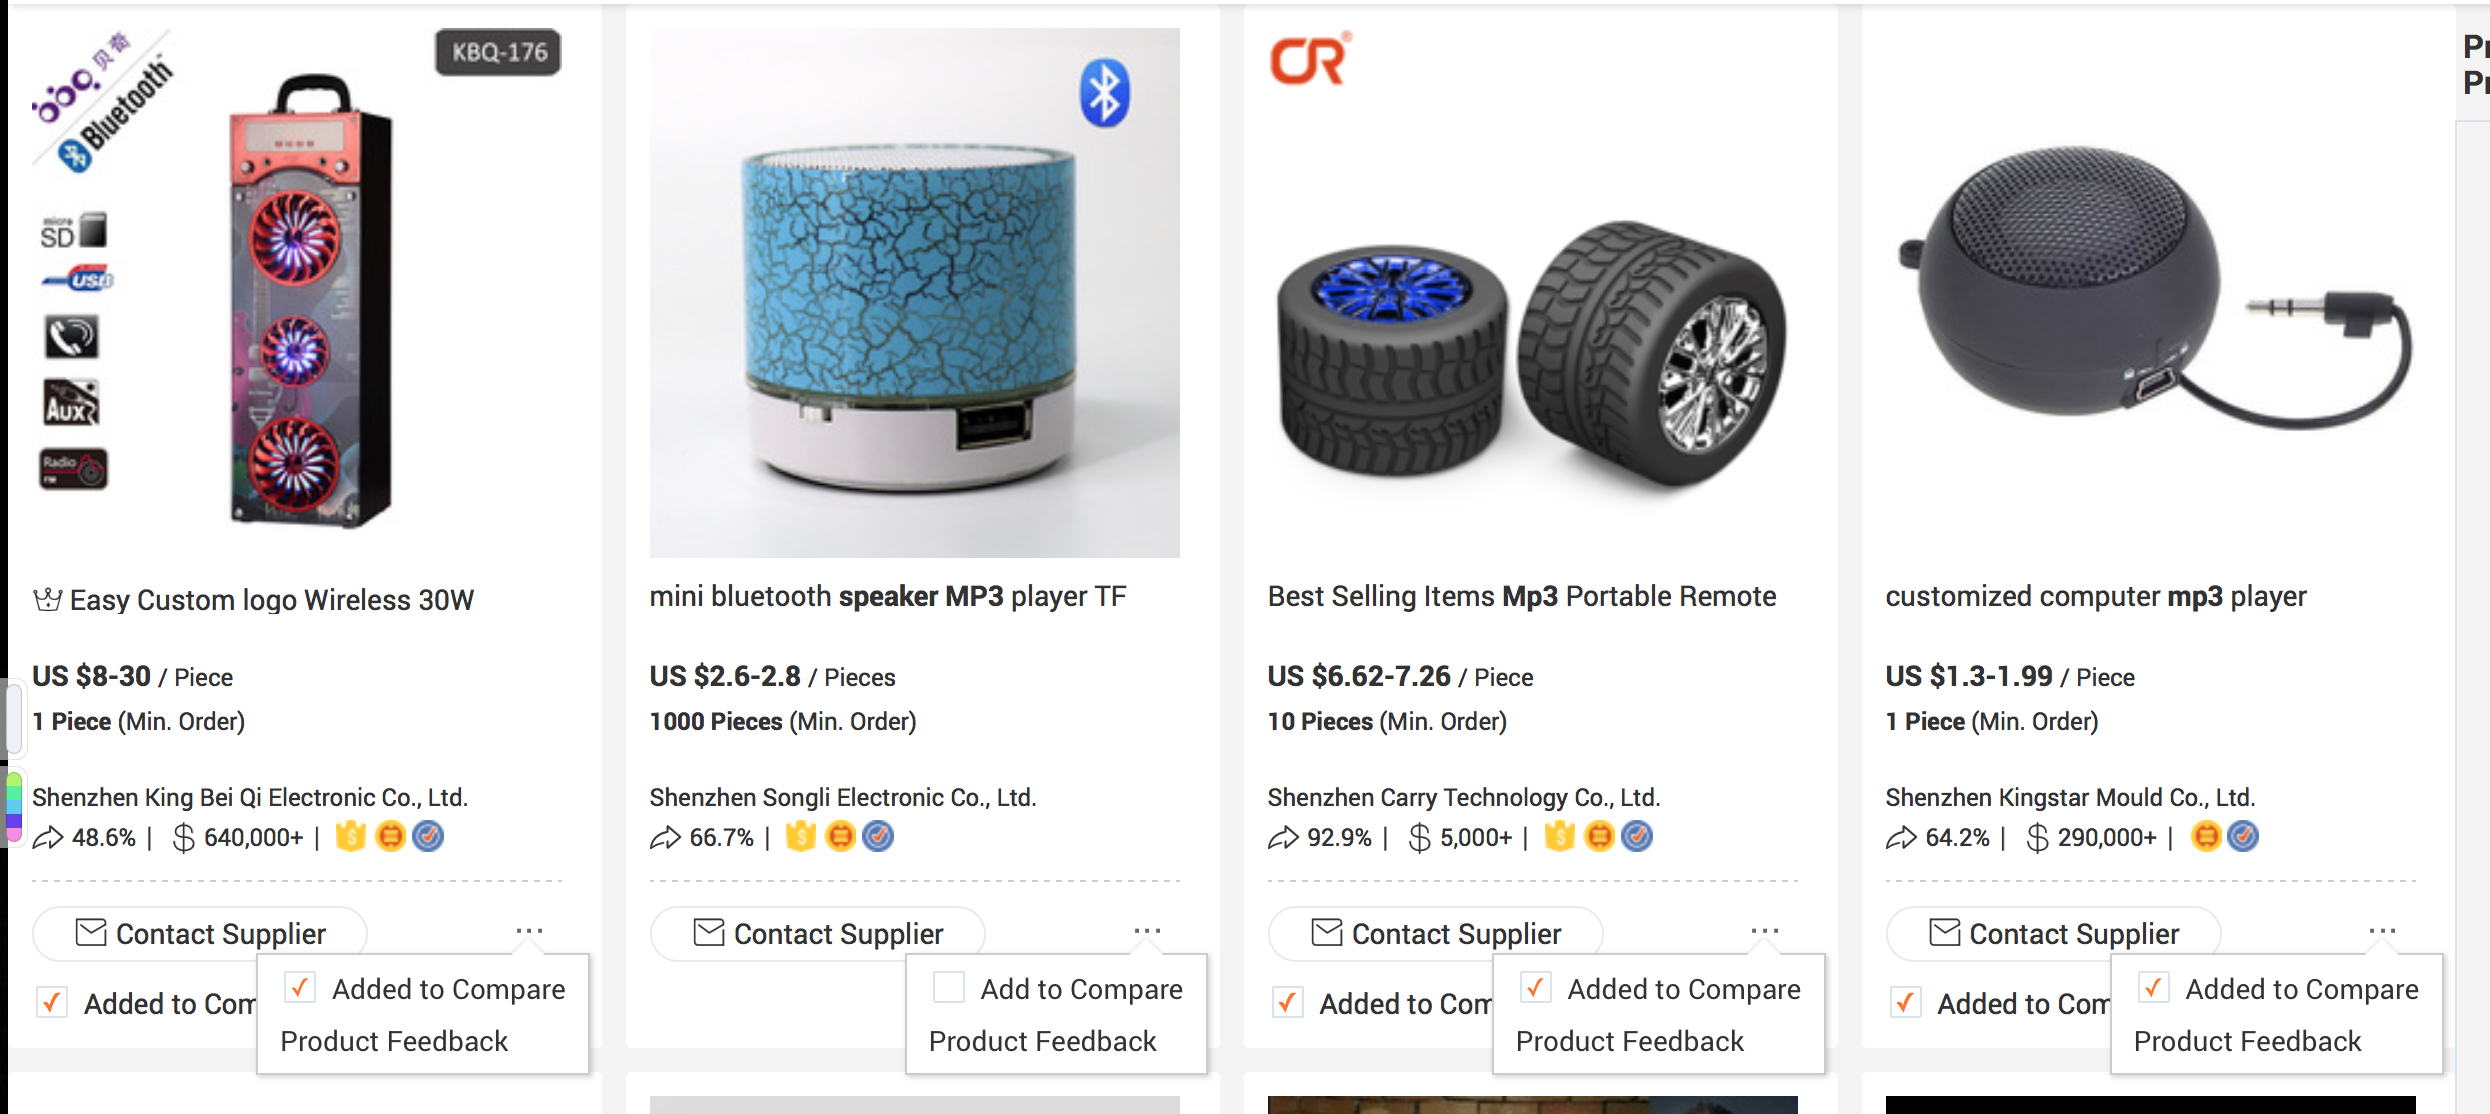 bbq 贝奇
Bluetooth
KBQ-176
micro
SD
USB
AUX
Radio
FM
Easy Custom logo Wireless 30W
US $8-30 / Piece
1 Piece (Min. Order)
Shenzhen King Bei Qi Electronic Co., Ltd.
48.6% | $ 640,000+ |
Contact Supplier ...
Added to Com
Added to Compare
Product Feedback
mini bluetooth speaker MP3 player TF
US $2.6-2.8 / Pieces
1000 Pieces (Min. Order)
Shenzhen Songli Electronic Co., Ltd.
66.7% |
Contact Supplier ...
Add to Compare
Product Feedback
CR®
Best Selling Items Mp3 Portable Remote
US $6.62-7.26 / Piece
10 Pieces (Min. Order)
Shenzhen Carry Technology Co., Ltd.
92.9% | $ 5,000+ |
Contact Supplier ...
Added to Com
Added to Compare
Product Feedback
customized computer mp3 player
US $1.3-1.99 / Piece
1 Piece (Min. Order)
Shenzhen Kingstar Mould Co., Ltd.
64.2% | $ 290,000+ |
Contact Supplier ...
Added to Com
Added to Compare
Product Feedback
Pr
Pr